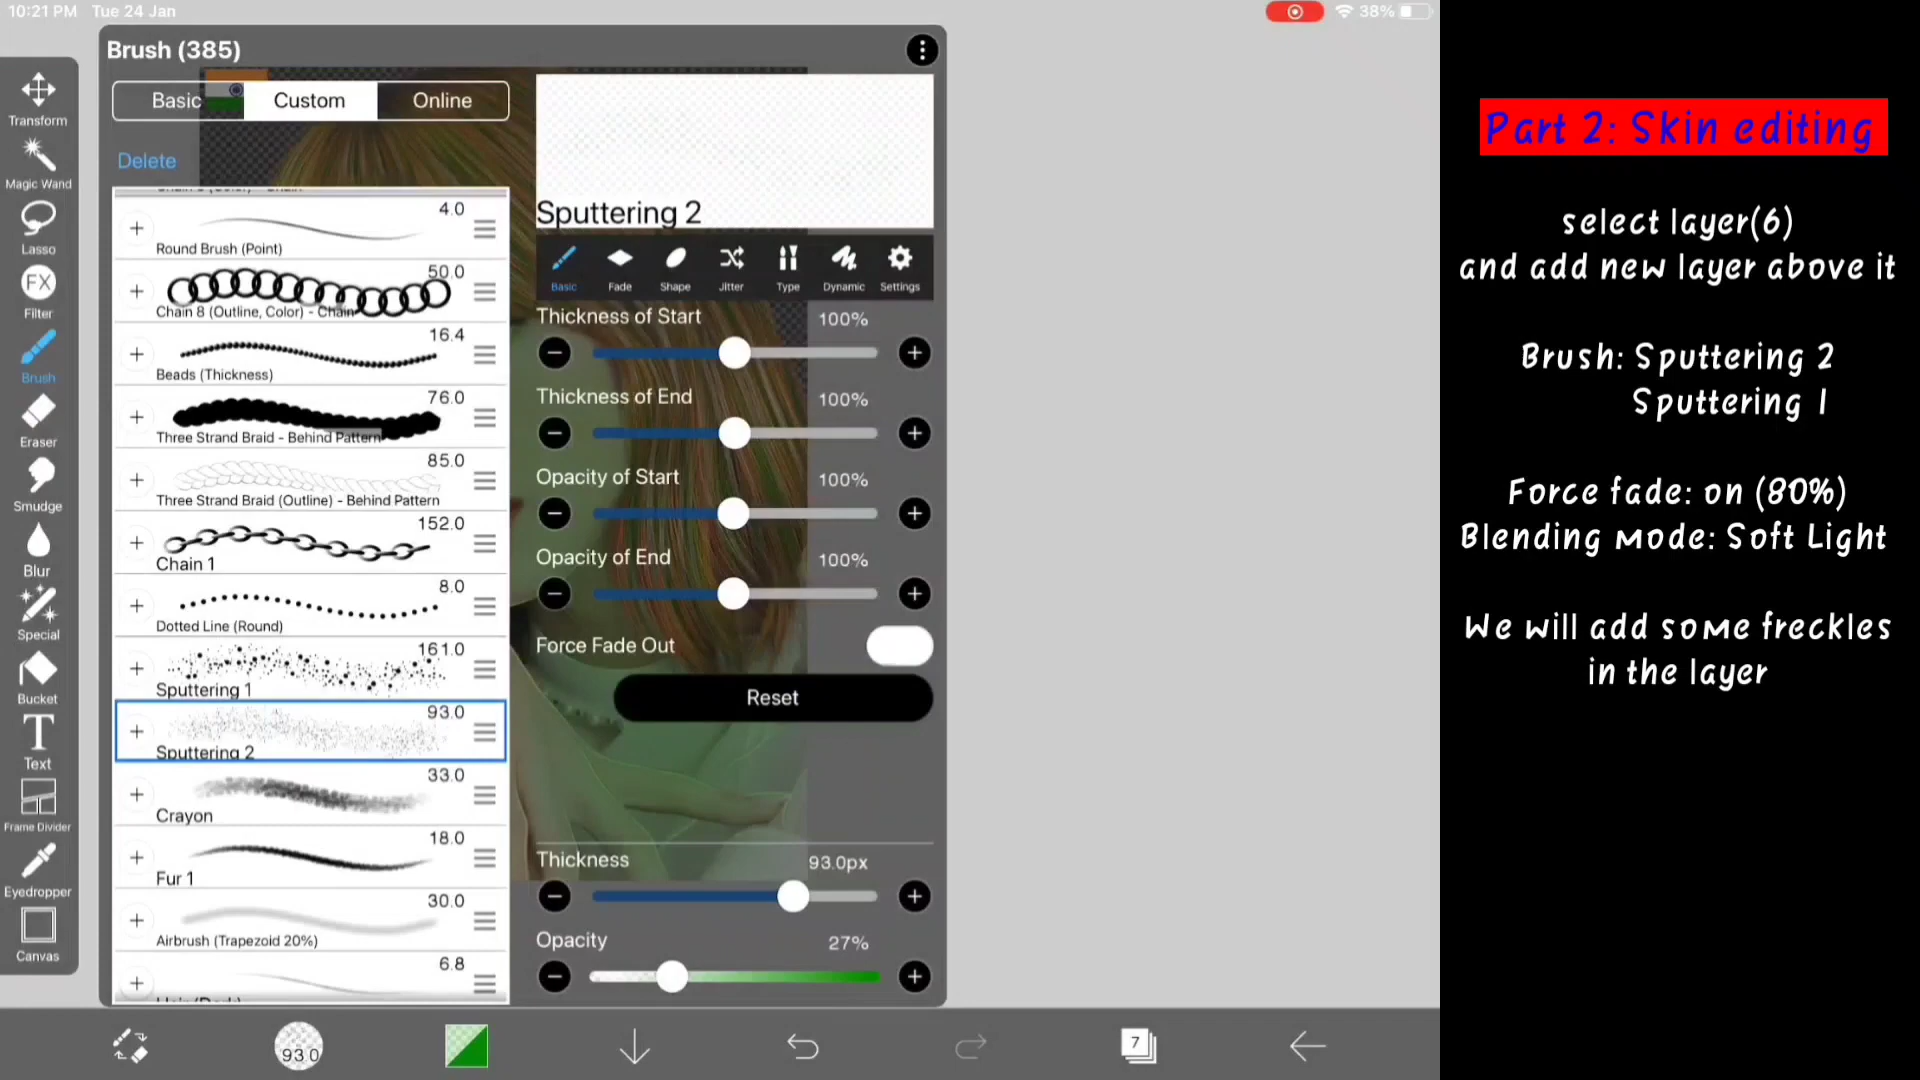 10:21 PM Tue 24 Jan
38%
Brush (385)
Basic Custom Online
Delete
4.0
Round Brush (Point)
50.0
Chain 8 (Outline, Color) - Chain
16.4
Beads (Thickness)
76.0
Three Strand Braid - Behind Pattern
85.0
Three Strand Braid (Outline) - Behind Pattern
152.0
Chain 1
8.0
Dotted Line (Round)
161.0
Sputtering 1
93.0
Sputtering 2
33.0
Crayon
18.0
Fur 1
30.0
Airbrush (Trapezoid 20%)
6.8
Transform
Magic Wand
Lasso
FX
Filter
Brush
Eraser
Smudge
Blur
Special
Bucket
T
Text
Frame Divider
Eyedropper
Canvas
Sputtering 2
Basic Fade Shape Jitter Type Dynamic Settings
Thickness of Start 100%
Thickness of End 100%
Opacity of Start 100%
Opacity of End 100%
Force Fade Out
Reset
Thickness 93.0px
Opacity 27%
93.0
7
Part 2: Skin editing
select layer(6)
and add new layer above it
Brush: Sputtering 2
Sputtering 1
Force fade: on (80%)
Blending mode: Soft Light
We will add some freckles
in the layer